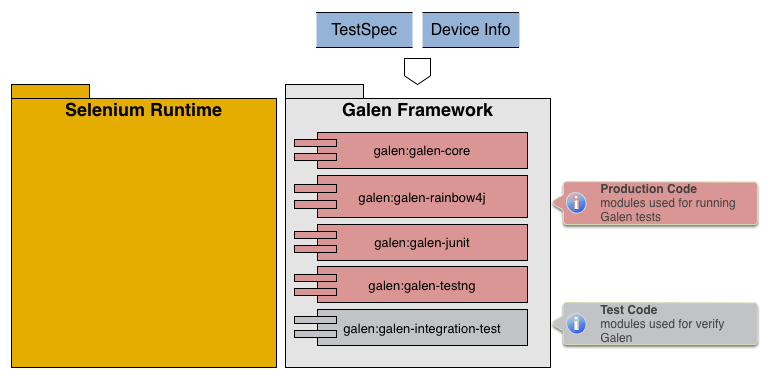 TestSpec
Device Info
Selenium Runtime
Galen Framework
galen:galen-core
galen:galen-rainbow4j
galen:galen-junit
galen:galen-testng
galen:galen-integration-test
Production Code
modules used for running
Galen tests
Test Code
modules used for verify
Galen